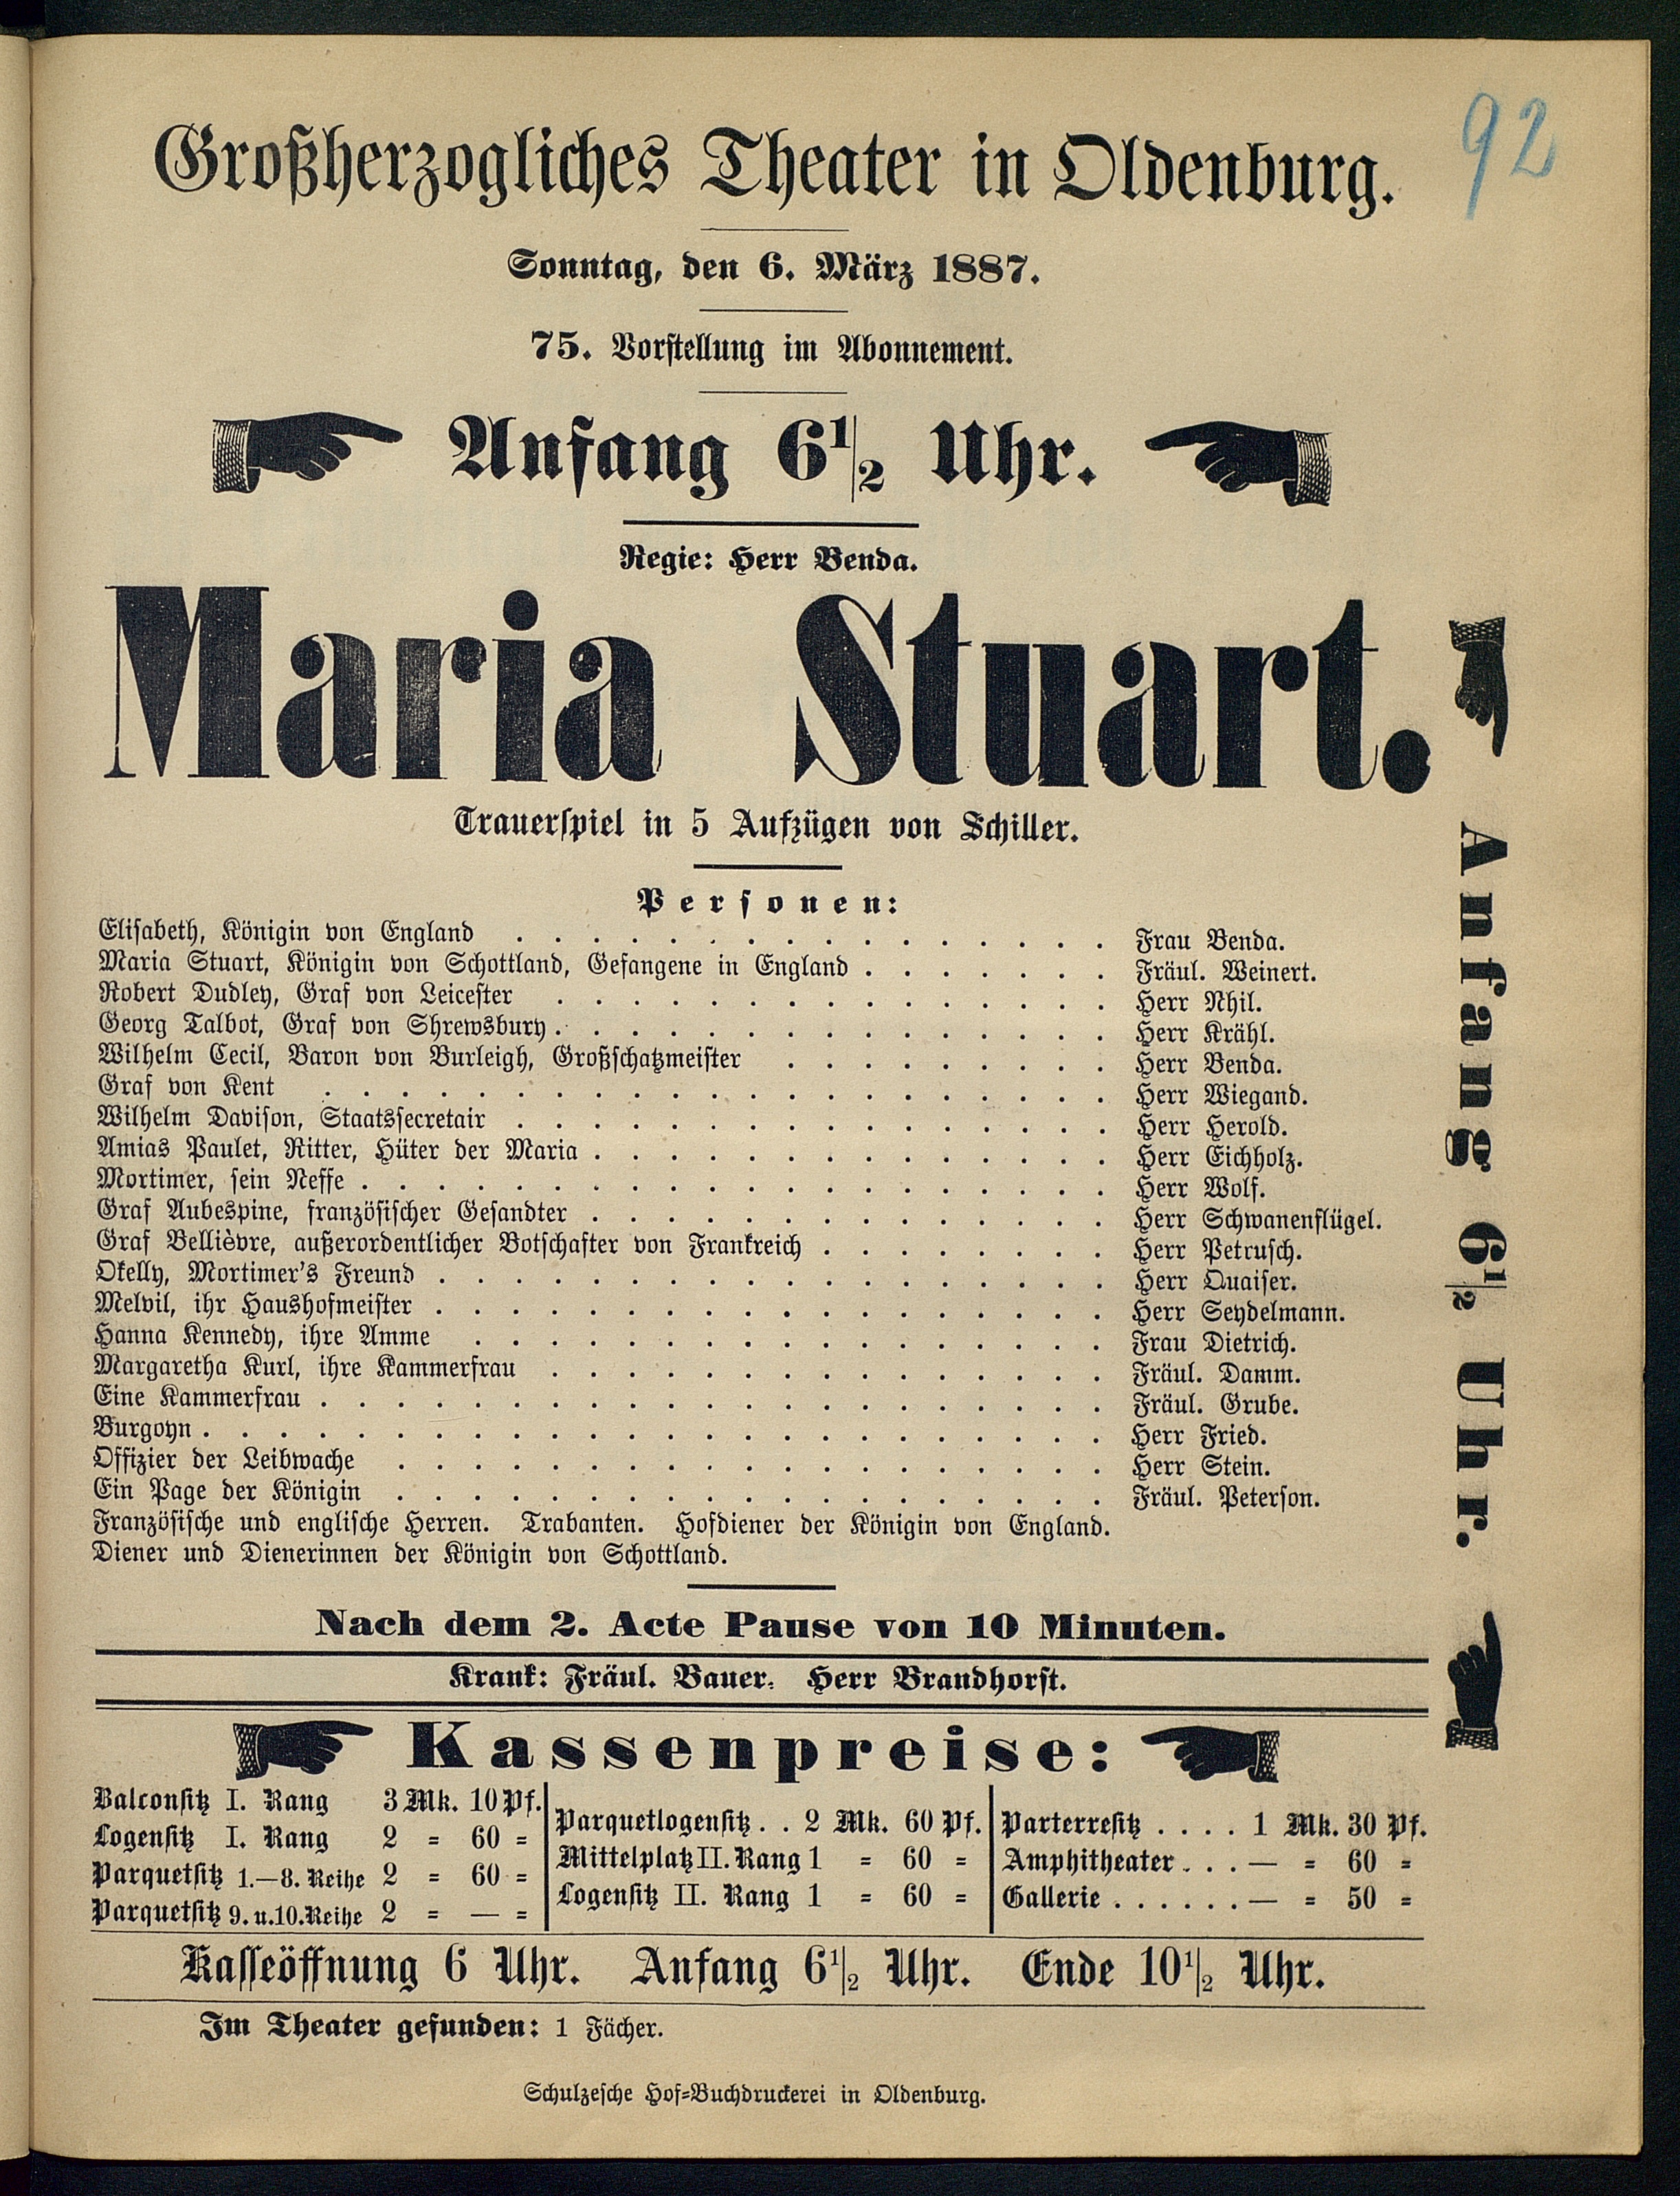 92
Großherzogliches Theater in Oldenburg.
Sonntag, den 6. März 1887.
75. Vorstellung im Abonnement.
Anfang 6 1/2 Uhr.
Regie: Herr Benda.
Maria Stuart.
Trauerspiel in 5 Aufzügen von Schiller.
Personen:
Elisabeth, Königin von England . . . . . . . . . . . . . . . . Frau Benda.
Maria Stuart, Königin von Schottland, Gefangene in England . . . . . . . Fräul. Weinert.
Robert Dudley, Graf von Leicester . . . . . . . . . . . . . . . Herr Nhil.
Georg Talbot, Graf von Shrewsbury . . . . . . . . . . . . . . . Herr Krähl.
Wilhelm Cecil, Baron von Burleigh, Großschatzmeister . . . . . . . . . Herr Benda.
Graf von Kent . . . . . . . . . . . . . . . . . . . . . Herr Wiegand.
Wilhelm Davison, Staatssecretair . . . . . . . . . . . . . . . . Herr Herold.
Amias Paulet, Ritter, Hüter der Maria . . . . . . . . . . . . . . Herr Eichholz.
Mortimer, sein Neffe . . . . . . . . . . . . . . . . . . . . Herr Wolf.
Graf Aubespine, französischer Gesandter . . . . . . . . . . . . . . Herr Schwanenflügel.
Graf Bellièvre, außerordentlicher Botschafter von Frankreich . . . . . . . . Herr Petrusch.
Okelly, Mortimer's Freund . . . . . . . . . . . . . . . . . . Herr Quaiser.
Melvil, ihr Haushofmeister . . . . . . . . . . . . . . . . . . Herr Seydelmann.
Hanna Kennedy, ihre Amme . . . . . . . . . . . . . . . . . Frau Dietrich.
Margaretha Kurl, ihre Kammerfrau . . . . . . . . . . . . . . . Fräul. Damm.
Eine Kammerfrau . . . . . . . . . . . . . . . . . . . . . Fräul. Grube.
Burgoyn . . . . . . . . . . . . . . . . . . . . . . . . Herr Fried.
Offizier der Leibwache . . . . . . . . . . . . . . . . . . . Herr Stein.
Ein Page der Königin . . . . . . . . . . . . . . . . . . . Fräul. Peterson.
Französische und englische Herren. Trabanten. Hofdiener der Königin von England.
Diener und Dienerinnen der Königin von Schottland.
Anfang 6 1/2 Uhr.
Nach dem 2. Acte Pause von 10 Minuten.
Krank: Fräul. Bauer. Herr Brandhorst.
Kassenpreise:
Balconsitz I. Rang 3 Mk. 10 Pf.
Logensitz I. Rang 2 = 60 =
Parquetsitz 1.—8. Reihe 2 = 60 =
Parquetsitz 9. u. 10. Reihe 2 = — =
Parquetlogensitz . . 2 Mk. 60 Pf.
Mittelplatz II. Rang 1 = 60 =
Logensitz II. Rang 1 = 60 =
Parterresitz . . . . 1 Mk. 30 Pf.
Amphitheater . . . — = 60 =
Gallerie . . . . . . — = 50 =
Kasseöffnung 6 Uhr. Anfang 6 1/2 Uhr. Ende 10 1/2 Uhr.
Im Theater gefunden: 1 Fächer.
Schulzesche Hof=Buchdruckerei in Oldenburg.